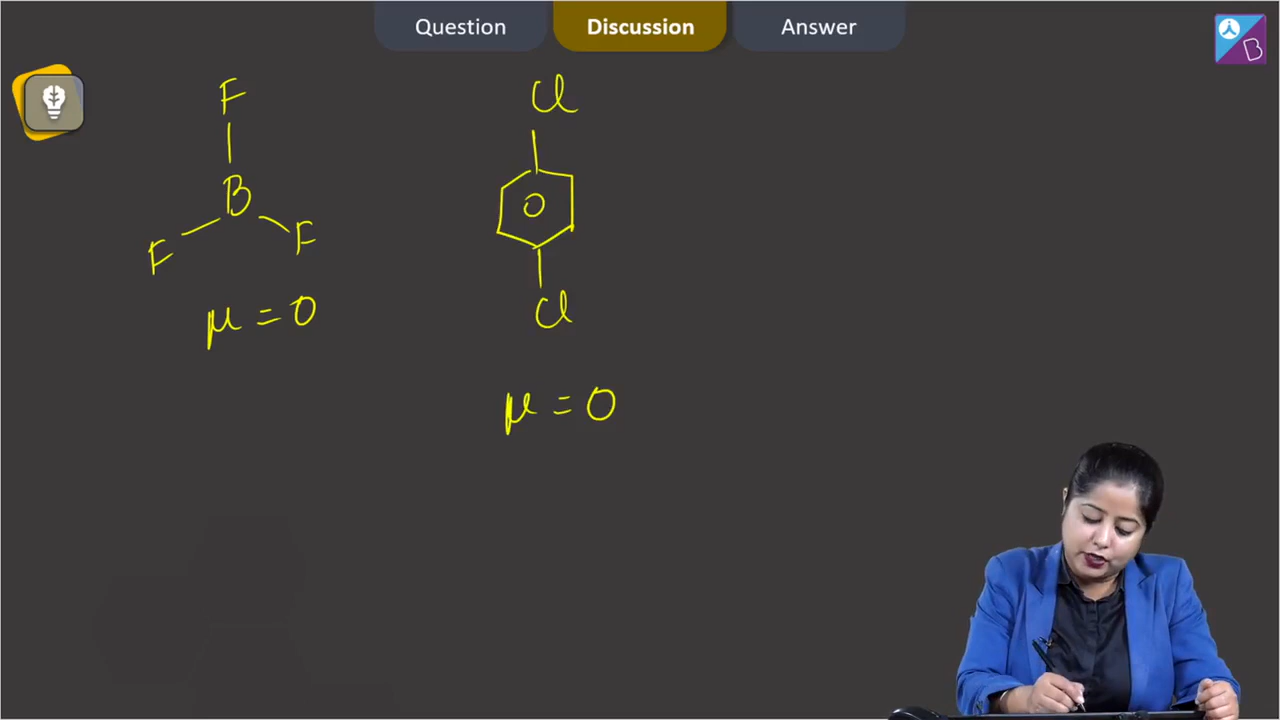 Question Discussion Answer
F
B
F F
μ = 0
Cl
Cl
μ = 0
B